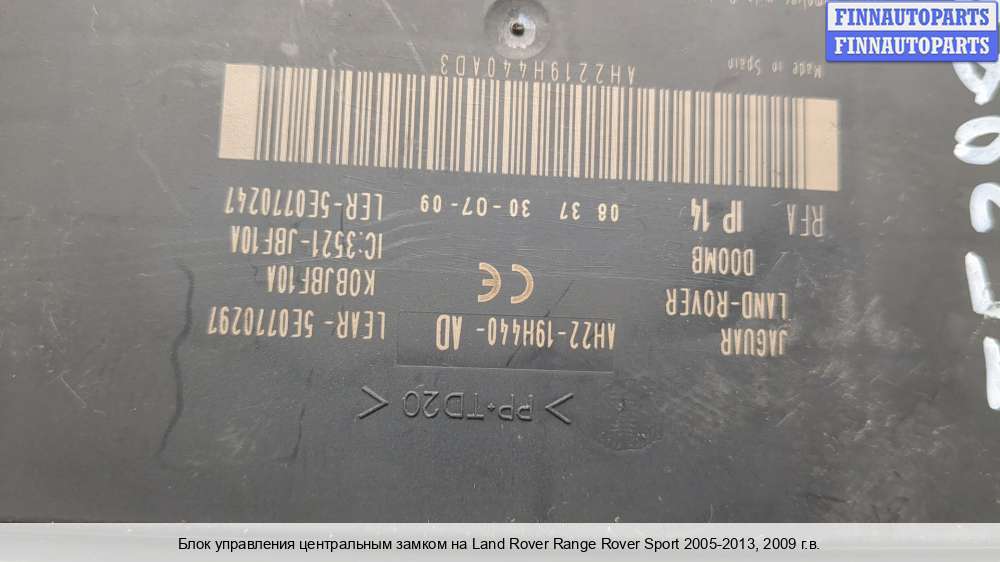 FINNAUTOPARTS
FINNAUTOPARTS
>PP-TD20<
JAGUAR
LAND-ROVER
AH22-19H440- AD
LEAR- 5E0770297
K0BJBF10A
IC:3521-JBF10A
D00MB
CE
RFA IP 14
08 37 30-07-09
LER-5E0770247
AH2219H440AD3
Made in Spain
Блок управления центральным замком на Land Rover Range Rover Sport 2005-2013, 2009 г.в.